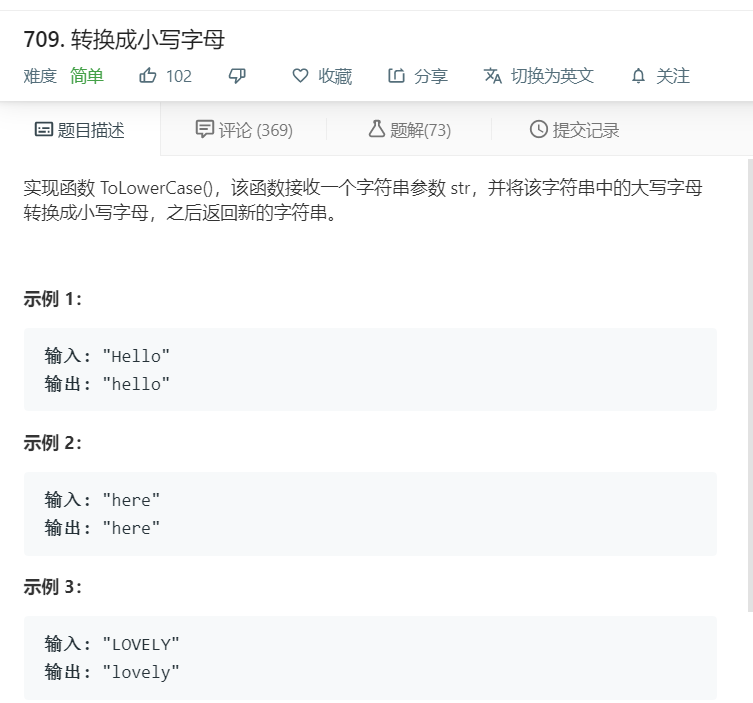 709. 转换成小写字母
难度 简单 102 收藏 分享 切换为英文 关注
题目描述 评论 (369) 题解(73) 提交记录
实现函数 ToLowerCase()，该函数接收一个字符串参数 str，并将该字符串中的大写字母
转换成小写字母，之后返回新的字符串。
示例 1：
输入: "Hello"
输出: "hello"
示例 2：
输入: "here"
输出: "here"
示例 3：
输入: "LOVELY"
输出: "lovely"